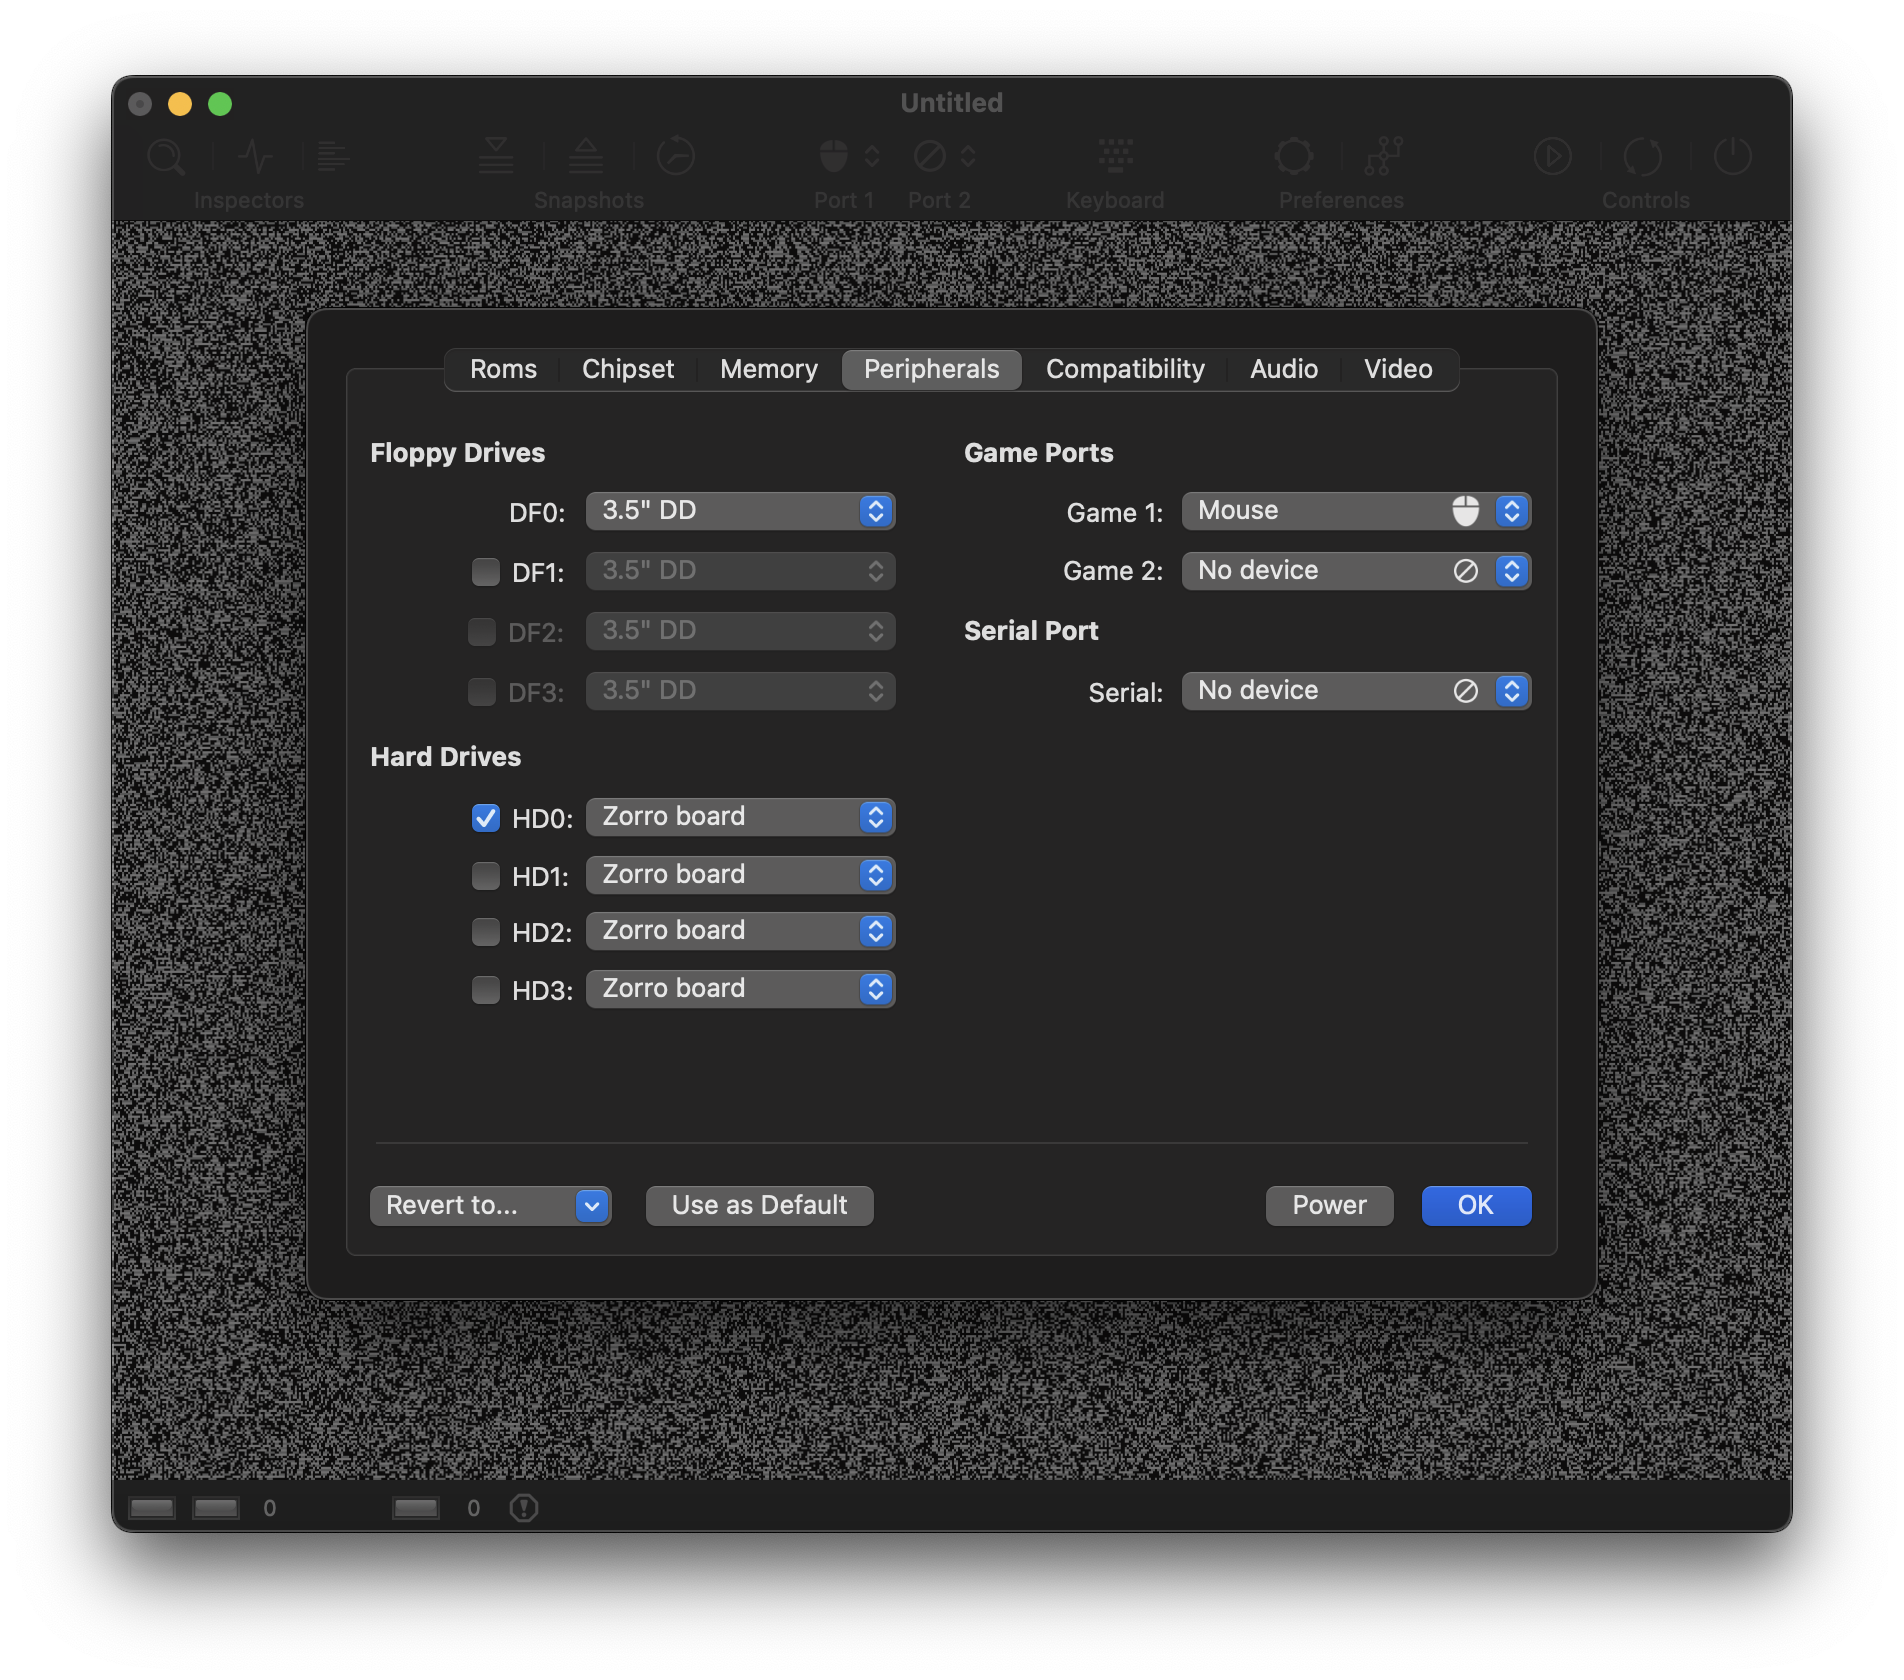 Untitled
Inspectors Snapshots Port 1 Port 2 Keyboard Preferences Controls
Roms Chipset Memory Peripherals Compatibility Audio Video
Floppy Drives
DF0: 3.5" DD
DF1: 3.5" DD
DF2: 3.5" DD
DF3: 3.5" DD
Hard Drives
HD0: Zorro board
HD1: Zorro board
HD2: Zorro board
HD3: Zorro board
Game Ports
Game 1: Mouse
Game 2: No device
Serial Port
Serial: No device
Revert to... Use as Default Power OK
0 0